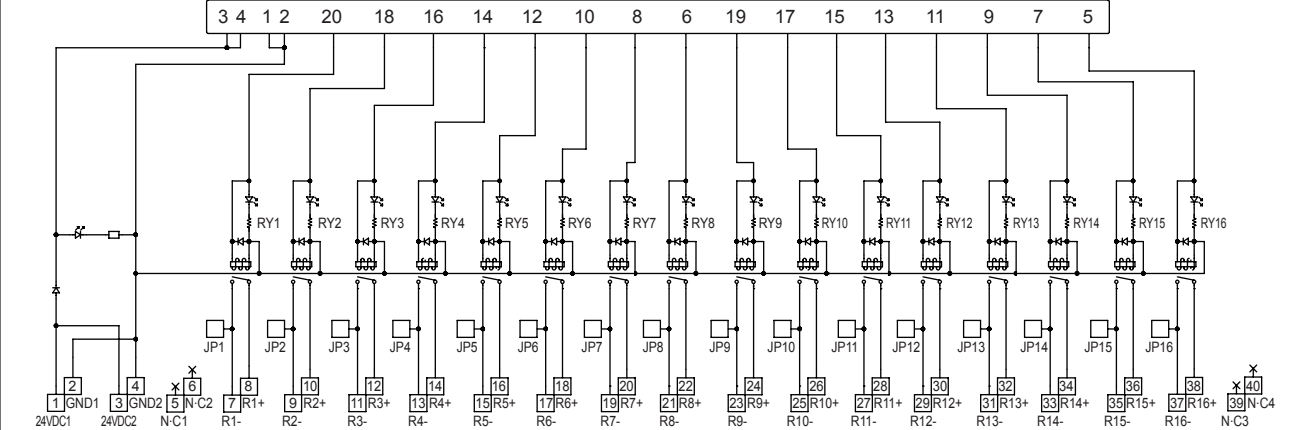 3 4 1 2 20 18 16 14 12 10 8 6 19 17 15 13 11 9 7 5
RY1 RY2 RY3 RY4 RY5 RY6 RY7 RY8 RY9 RY10 RY11 RY12 RY13 RY14 RY15 RY16
JP1 JP2 JP3 JP4 JP5 JP6 JP7 JP8 JP9 JP10 JP11 JP12 JP13 JP14 JP15 JP16
2 4 6 8 10 12 14 16 18 20 22 24 26 28 30 32 34 36 38 40
1 GND1 3 GND2 5 N·C2 7 R1+ 9 R2+ 11 R3+ 13 R4+ 15 R5+ 17 R6+ 19 R7+ 21 R8+ 23 R9+ 25 R10+ 27 R11+ 29 R12+ 31 R13+ 33 R14+ 35 R15+ 37 R16+ 39 N·C4
24VDC1 24VDC2 N·C1 R1- R2- R3- R4- R5- R6- R7- R8- R9- R10- R11- R12- R13- R14- R15- R16- N·C3